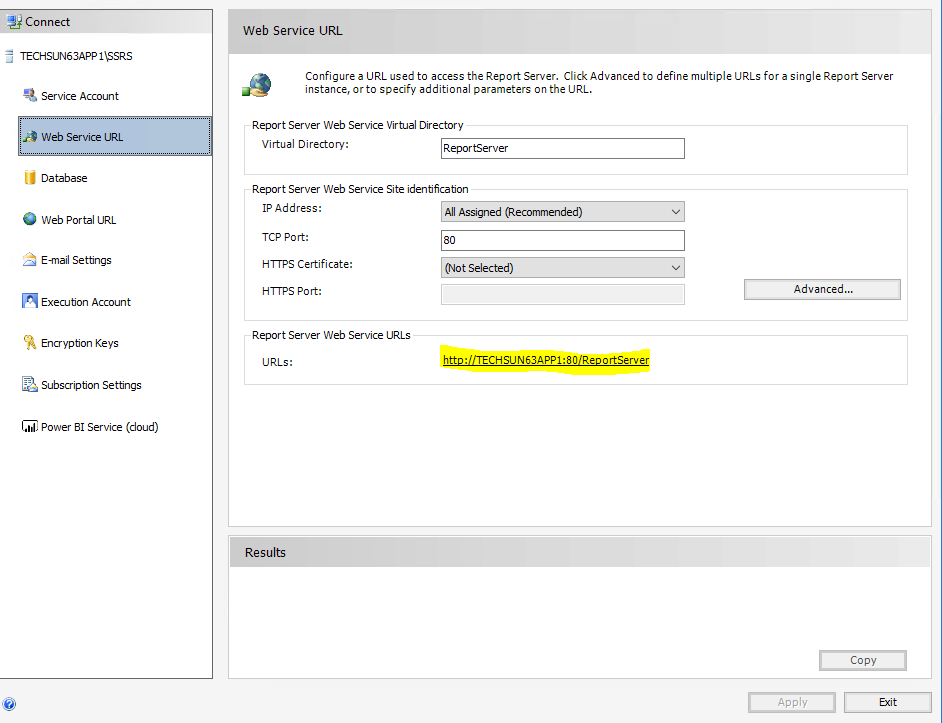 Connect
TECHSUN63APP1\SSRS
Service Account
Web Service URL
Database
Web Portal URL
E-mail Settings
Execution Account
Encryption Keys
Subscription Settings
Power BI Service (cloud)
Web Service URL
Configure a URL used to access the Report Server.  Click Advanced to define multiple URLs for a single Report Server
instance, or to specify additional parameters on the URL.
Report Server Web Service Virtual Directory
Virtual Directory: ReportServer
Report Server Web Service Site identification
IP Address: All Assigned (Recommended)
TCP Port: 80
HTTPS Certificate: (Not Selected)
HTTPS Port:
Advanced...
Report Server Web Service URLs
URLs: http://TECHSUN63APP1:80/ReportServer
Results
Copy
Apply Exit